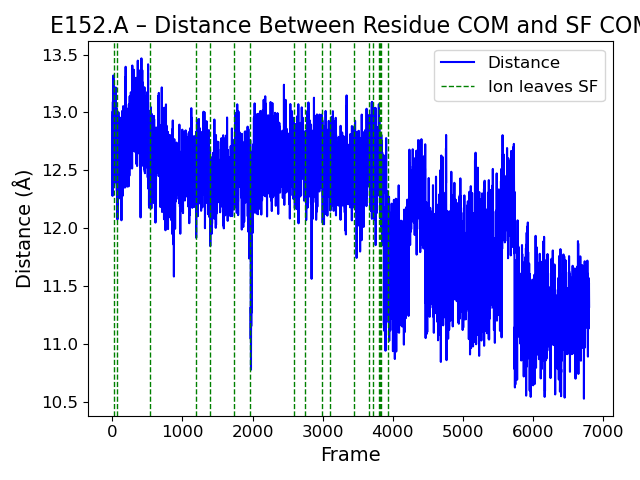 E152.A – Distance Between Residue COM and SF COM
Distance
Ion leaves SF
Distance (Å)
13.5
13.0
12.5
12.0
11.5
11.0
10.5
0 1000 2000 3000 4000 5000 6000 7000
Frame